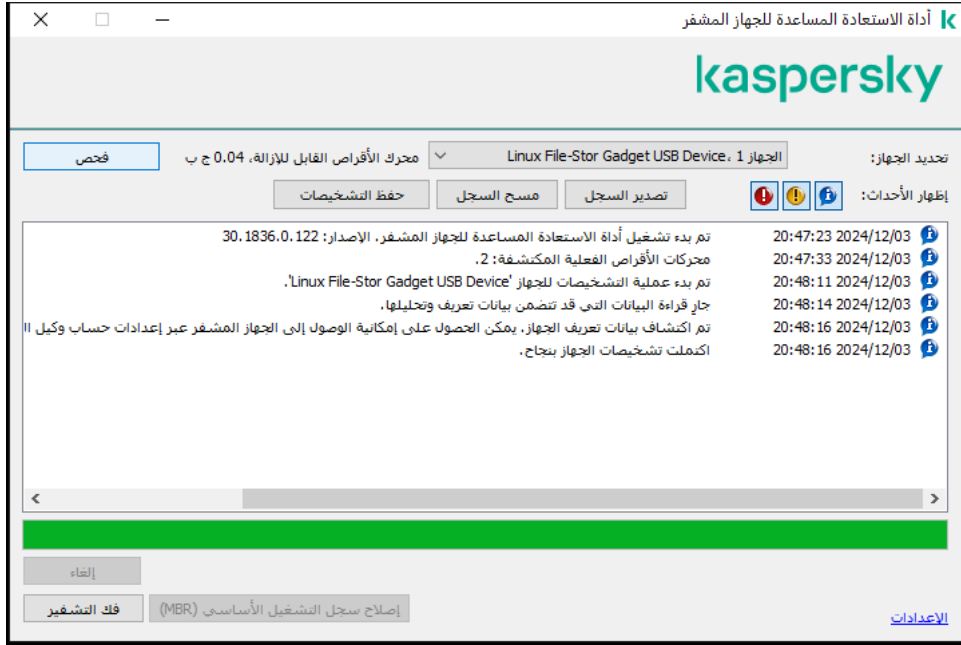 أداة الاستعادة المساعدة للجهاز المشفر
kaspersky
تحديد الجهاز: الجهاز 1 ،Linux File-Stor Gadget USB Device محرك الأقراص القابل للإزالة، 0.04 ج ب فحص
إظهار الأحداث: تصدير السجل مسح السجل حفظ التشخيصات
20:47:23 2024/12/03 تم بدء تشغيل أداة الاستعادة المساعدة للجهاز المشفر. الإصدار: 30.1836.0.122
20:47:33 2024/12/03 محركات الأقراص الفعلية المكتشفة: 2.
20:48:11 2024/12/03 تم بدء عملية التشخيصات للجهاز 'Linux File-Stor Gadget USB Device'.
20:48:14 2024/12/03 جارٍ قراءة البيانات التي قد تتضمن بيانات تعريف وتحليلها.
20:48:16 2024/12/03 تم اكتشاف بيانات تعريف الجهاز. يمكن الحصول على إمكانية الوصول إلى الجهاز المشفر عبر إعدادات حساب وكيل
20:48:16 2024/12/03 اكتملت تشخيصات الجهاز بنجاح.
إلغاء
الإعدادات إصلاح سجل التشغيل الأساسي (MBR) فك التشفير